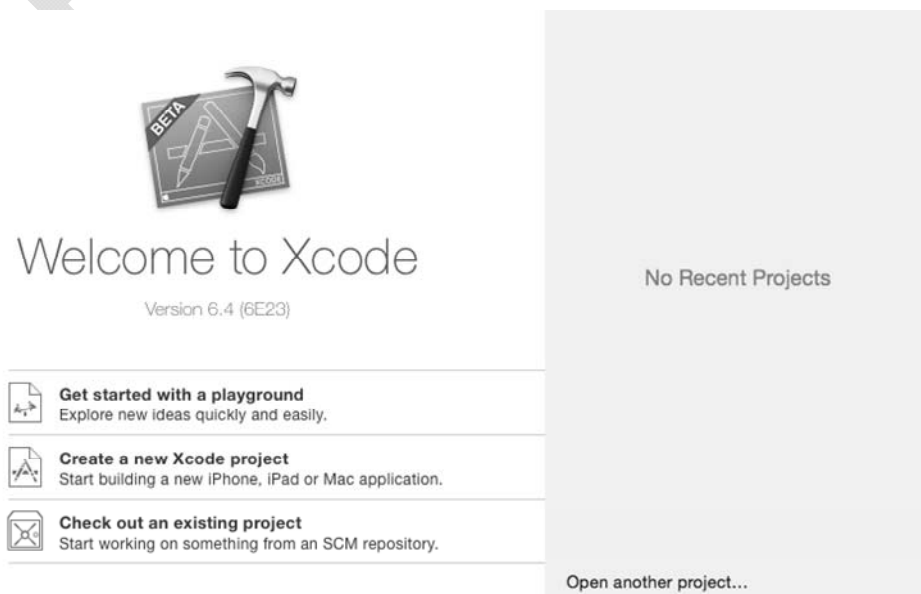 BETA
XCODE
Welcome to Xcode
Version 6.4 (6E23)
No Recent Projects
Get started with a playground
Explore new ideas quickly and easily.
Create a new Xcode project
Start building a new iPhone, iPad or Mac application.
Check out an existing project
Start working on something from an SCM repository.
Open another project...